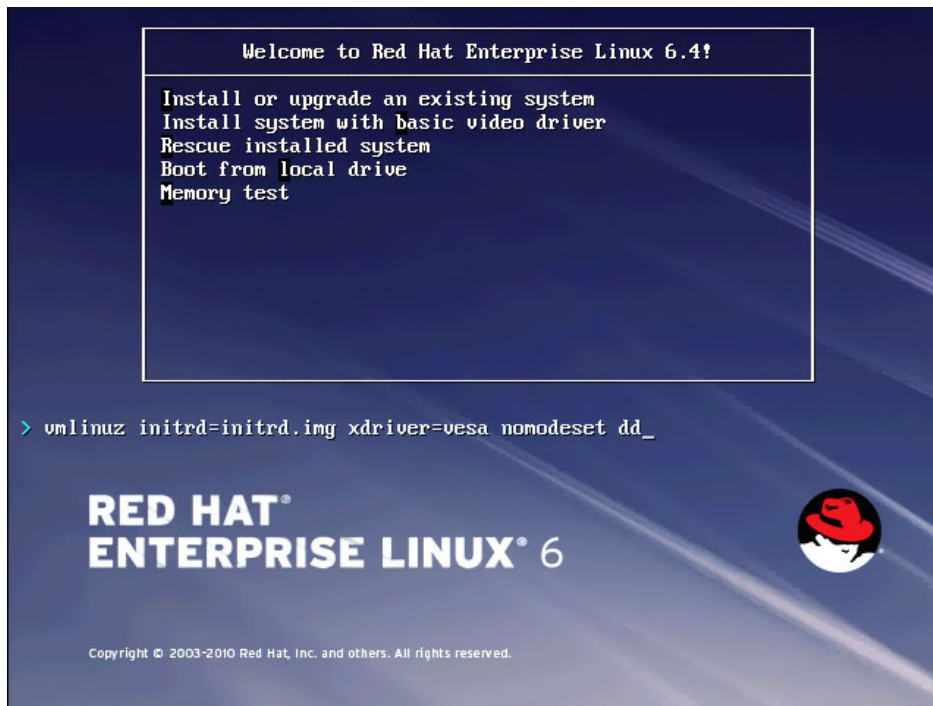 Welcome to Red Hat Enterprise Linux 6.4!
Install or upgrade an existing system
Install system with basic video driver
Rescue installed system
Boot from local drive
Memory test
> vmlinuz initrd=initrd.img xdriver=vesa nomodeset dd_
RED HAT®
ENTERPRISE LINUX® 6
Copyright © 2003-2010 Red Hat, Inc. and others. All rights reserved.